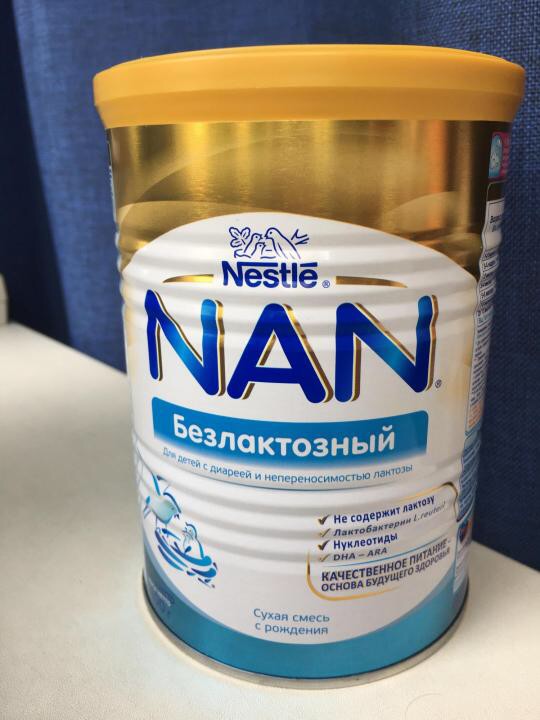 Nestlé ®
NAN ®
Безлактозный
Для детей с диареей и непереносимостью лактозы
✓ Не содержит лактозу
✓ Лактобактерии L.reuteri
✓ Нуклеотиды
✓ DHA – ARA
КАЧЕСТВЕННОЕ ПИТАНИЕ –
ОСНОВА БУДУЩЕГО ЗДОРОВЬЯ
Сухая смесь
с рождения